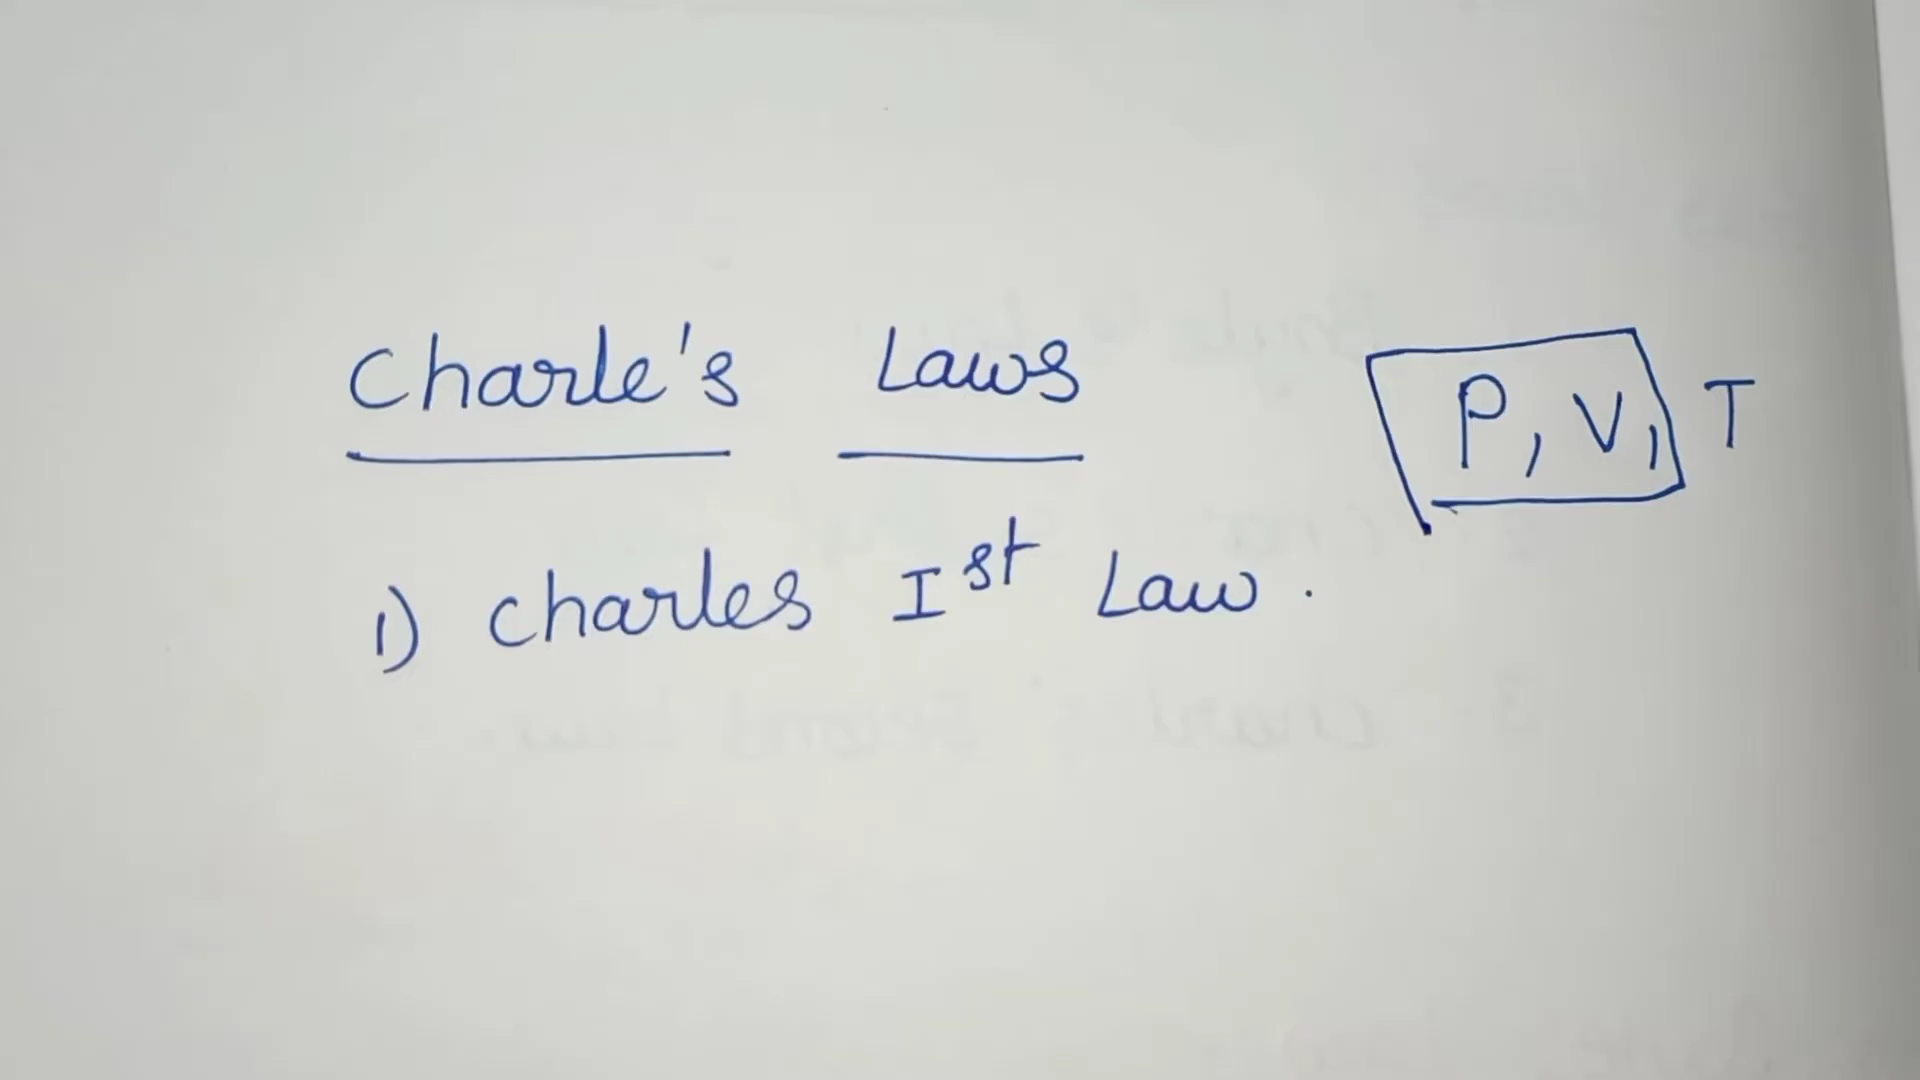 Charle's Laws
P, V, T
1) charles Ist Law.